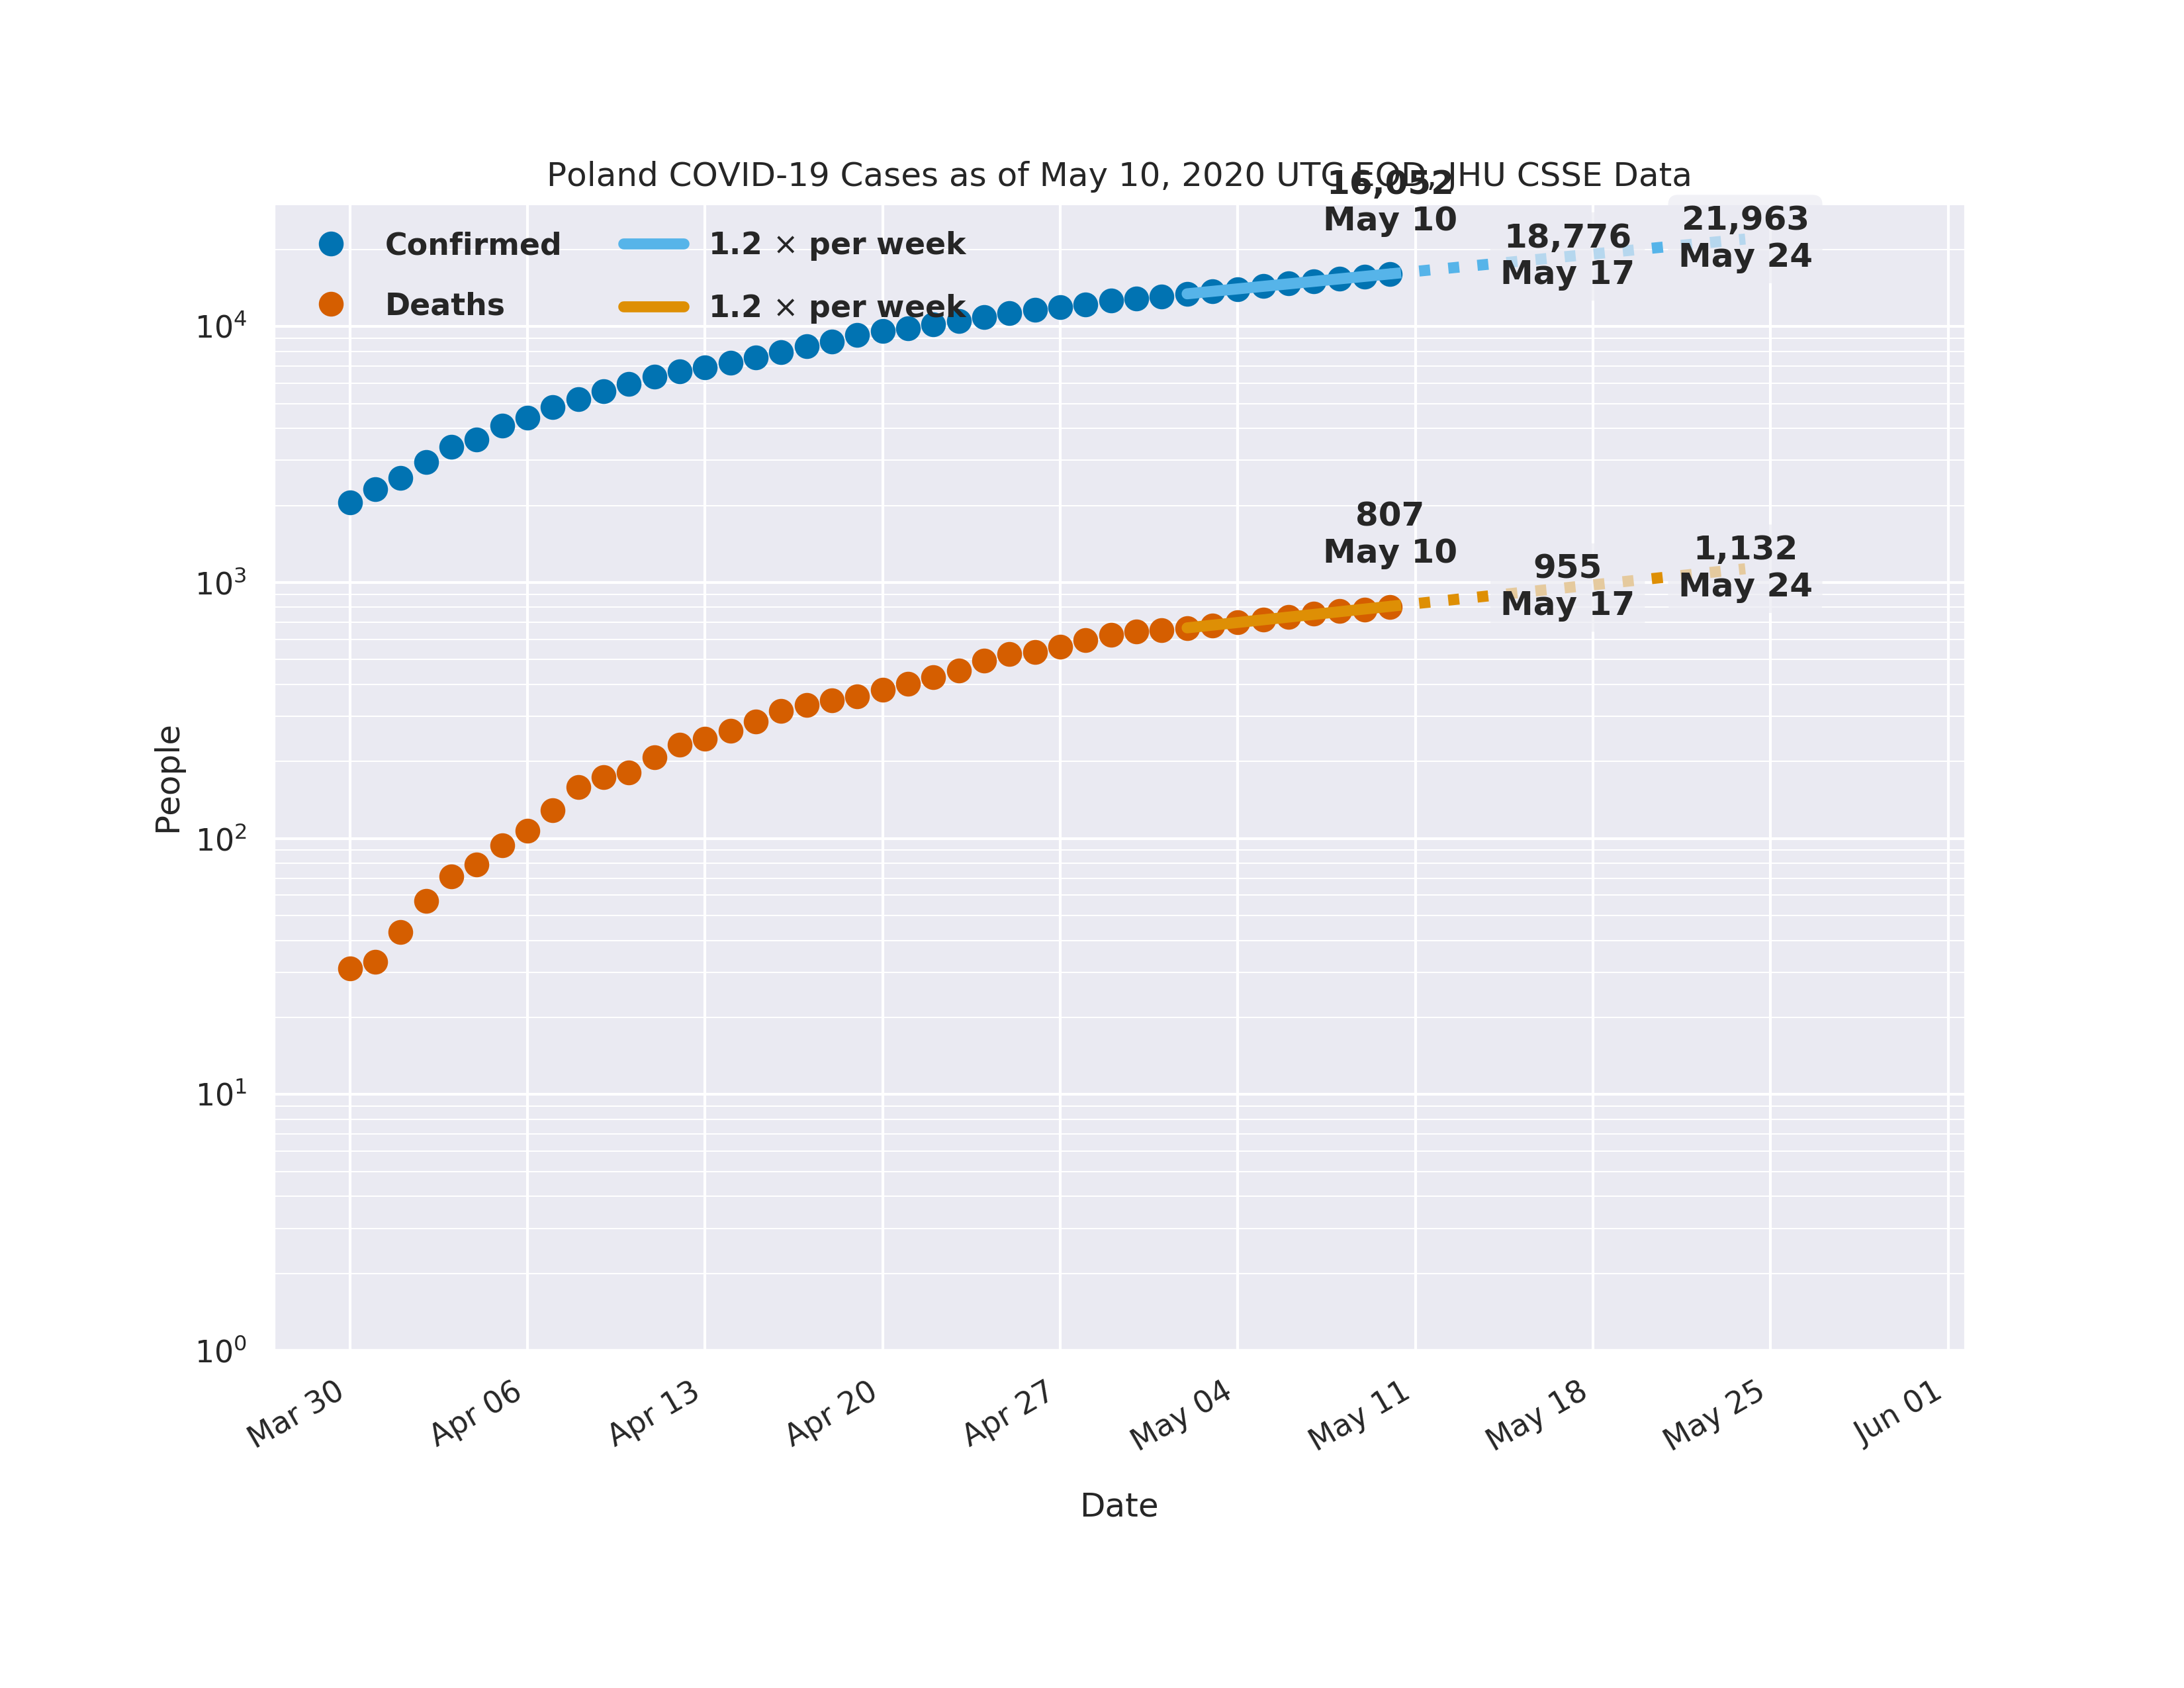 Poland COVID-19 Cases as of May 10, 2020 UTC EOD, JHU CSSE Data
Confirmed
Deaths
1.2 × per week
1.2 × per week
16,052
May 10
18,776
May 17
21,963
May 24
807
May 10
955
May 17
1,132
May 24
People
10⁴
10³
10²
10¹
10⁰
Mar 30
Apr 06
Apr 13
Apr 20
Apr 27
May 04
May 11
May 18
May 25
Jun 01
Date